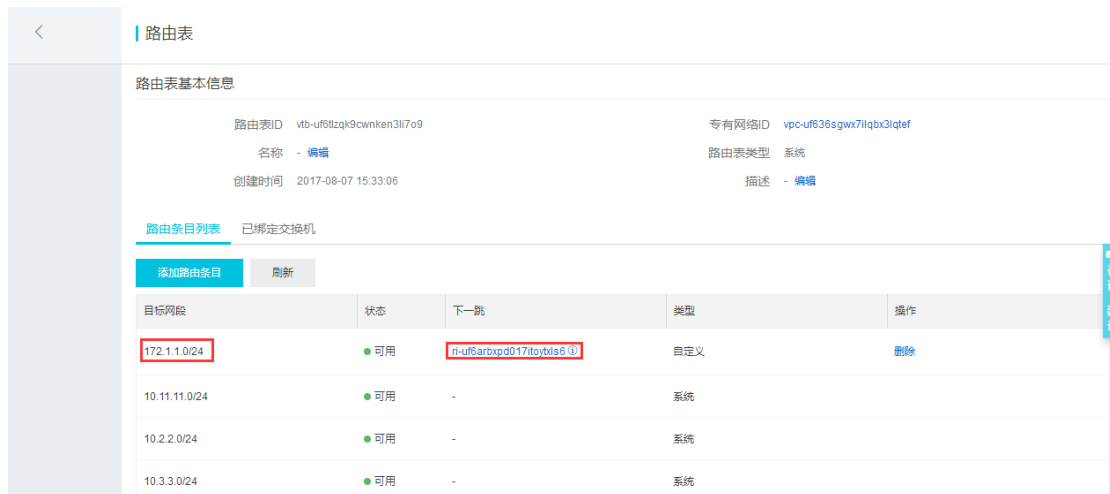 路由表
路由表基本信息
路由表ID vtb-uf6tlzqk9cwnken3li7o9 专有网络ID vpc-uf636sgwx7ilqbx3lqtef
名称 - 编辑 路由表类型 系统
创建时间 2017-08-07 15:33:06 描述 - 编辑
路由条目列表 已绑定交换机
添加路由条目 刷新
目标网段 状态 下一跳 类型 操作
172.1.1.0/24 可用 ri-uf6arbxpd017itoytxls6 自定义 删除
10.11.11.0/24 可用 - 系统
10.2.2.0/24 可用 - 系统
10.3.3.0/24 可用 - 系统